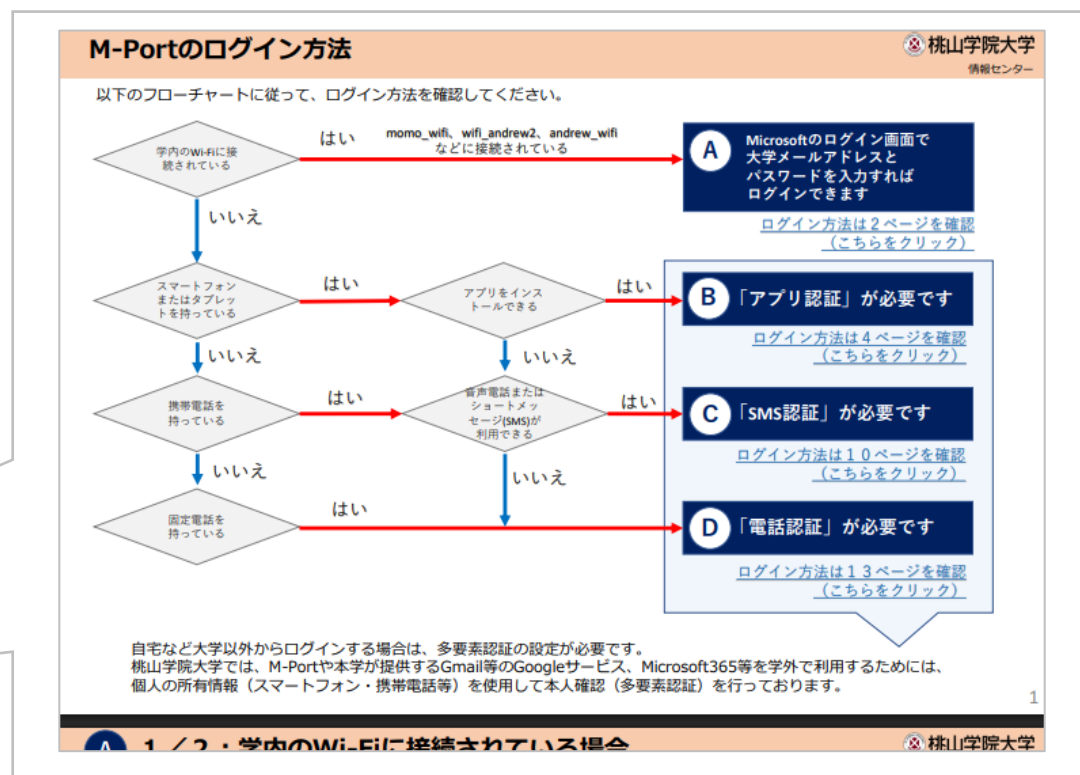 M-Portのログイン方法
桃山学院大学
情報センター
以下のフローチャートに従って、ログイン方法を確認してください。
学内のWi-Fiに接
続されている
はい
momo_wifi、wifi_andrew2、andrew_wifi
などに接続されている
A
Microsoftのログイン画面で
大学メールアドレスと
パスワードを入力すれば
ログインできます
ログイン方法は2ページを確認
(こちらをクリック)
いいえ
スマートフォン
またはタブレッ
トを持っている
はい
アプリをインス
トールできる
はい
B
「アプリ認証」が必要です
ログイン方法は4ページを確認
(こちらをクリック)
いいえ
いいえ
携帯電話を
持っている
はい
音声電話または
ショートメッ
セージ(SMS)が
利用できる
はい
C
「SMS認証」が必要です
ログイン方法は10ページを確認
(こちらをクリック)
いいえ
いいえ
固定電話を
持っている
はい
D
「電話認証」が必要です
ログイン方法は13ページを確認
(こちらをクリック)
自宅など大学以外からログインする場合は、多要素認証の設定が必要です。
桃山学院大学では、M-Portや本学が提供するGmail等のGoogleサービス、Microsoft365等を学外で利用するためには、
個人の所有情報(スマートフォン・携帯電話等)を使用して本人確認(多要素認証)を行っております。
1
A
1/2:学内のWi-Fiに接続されている場合
桃山学院大学